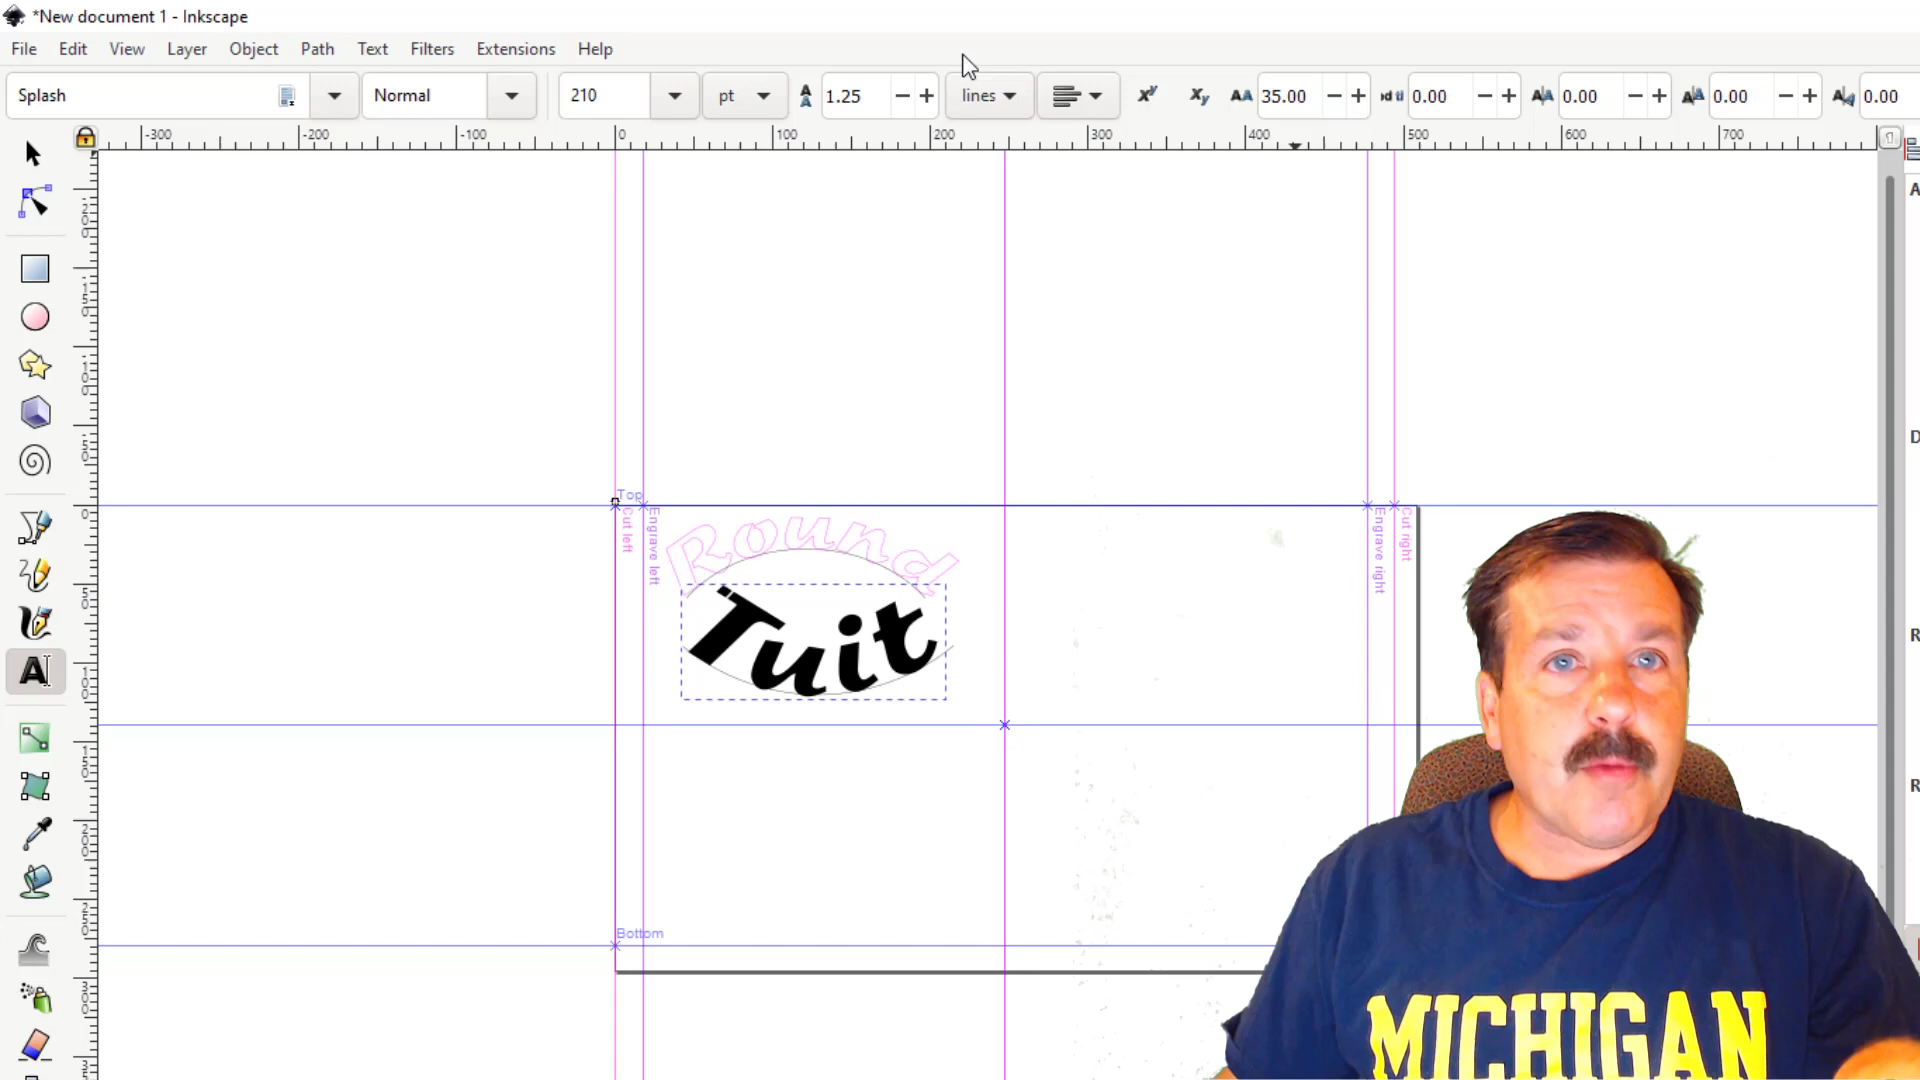 *New document 1 - Inkscape
File Edit View Layer Object Path Text Filters Extensions Help
Splash Normal 210 pt 1.25 lines 35.00 0.00 0.00 0.00 0.00
-300 -200 -100 0 100 200 300 400 500 600 700
Top
Cut left
Engrave left
Engrave right
Cut right
Round
Tuit
Bottom
MICHIGAN